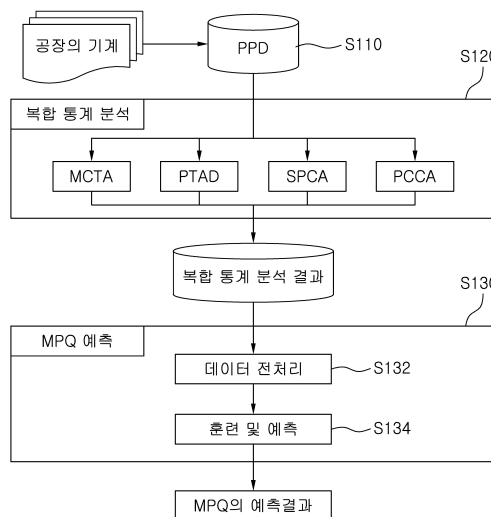 공장의 기계
PPD
S110
S120
복합 통계 분석
MCTA
PTAD
SPCA
PCCA
복합 통계 분석 결과
S130
MPQ 예측
데이터 전처리
S132
훈련 및 예측
S134
MPQ의 예측결과